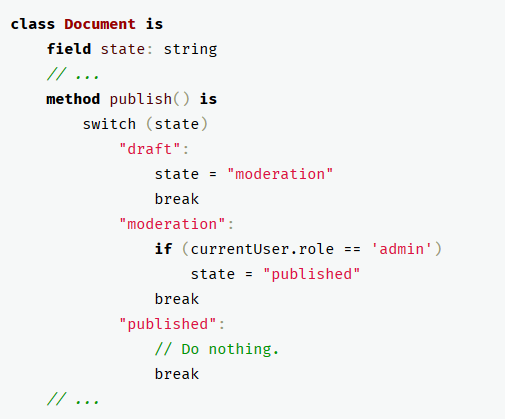 class Document is
    field state: string
    // ...
    method publish() is
        switch (state)
            "draft":
                state = "moderation"
                break
            "moderation":
                if (currentUser.role == 'admin')
                    state = "published"
                break
            "published":
                // Do nothing.
                break
    // ...